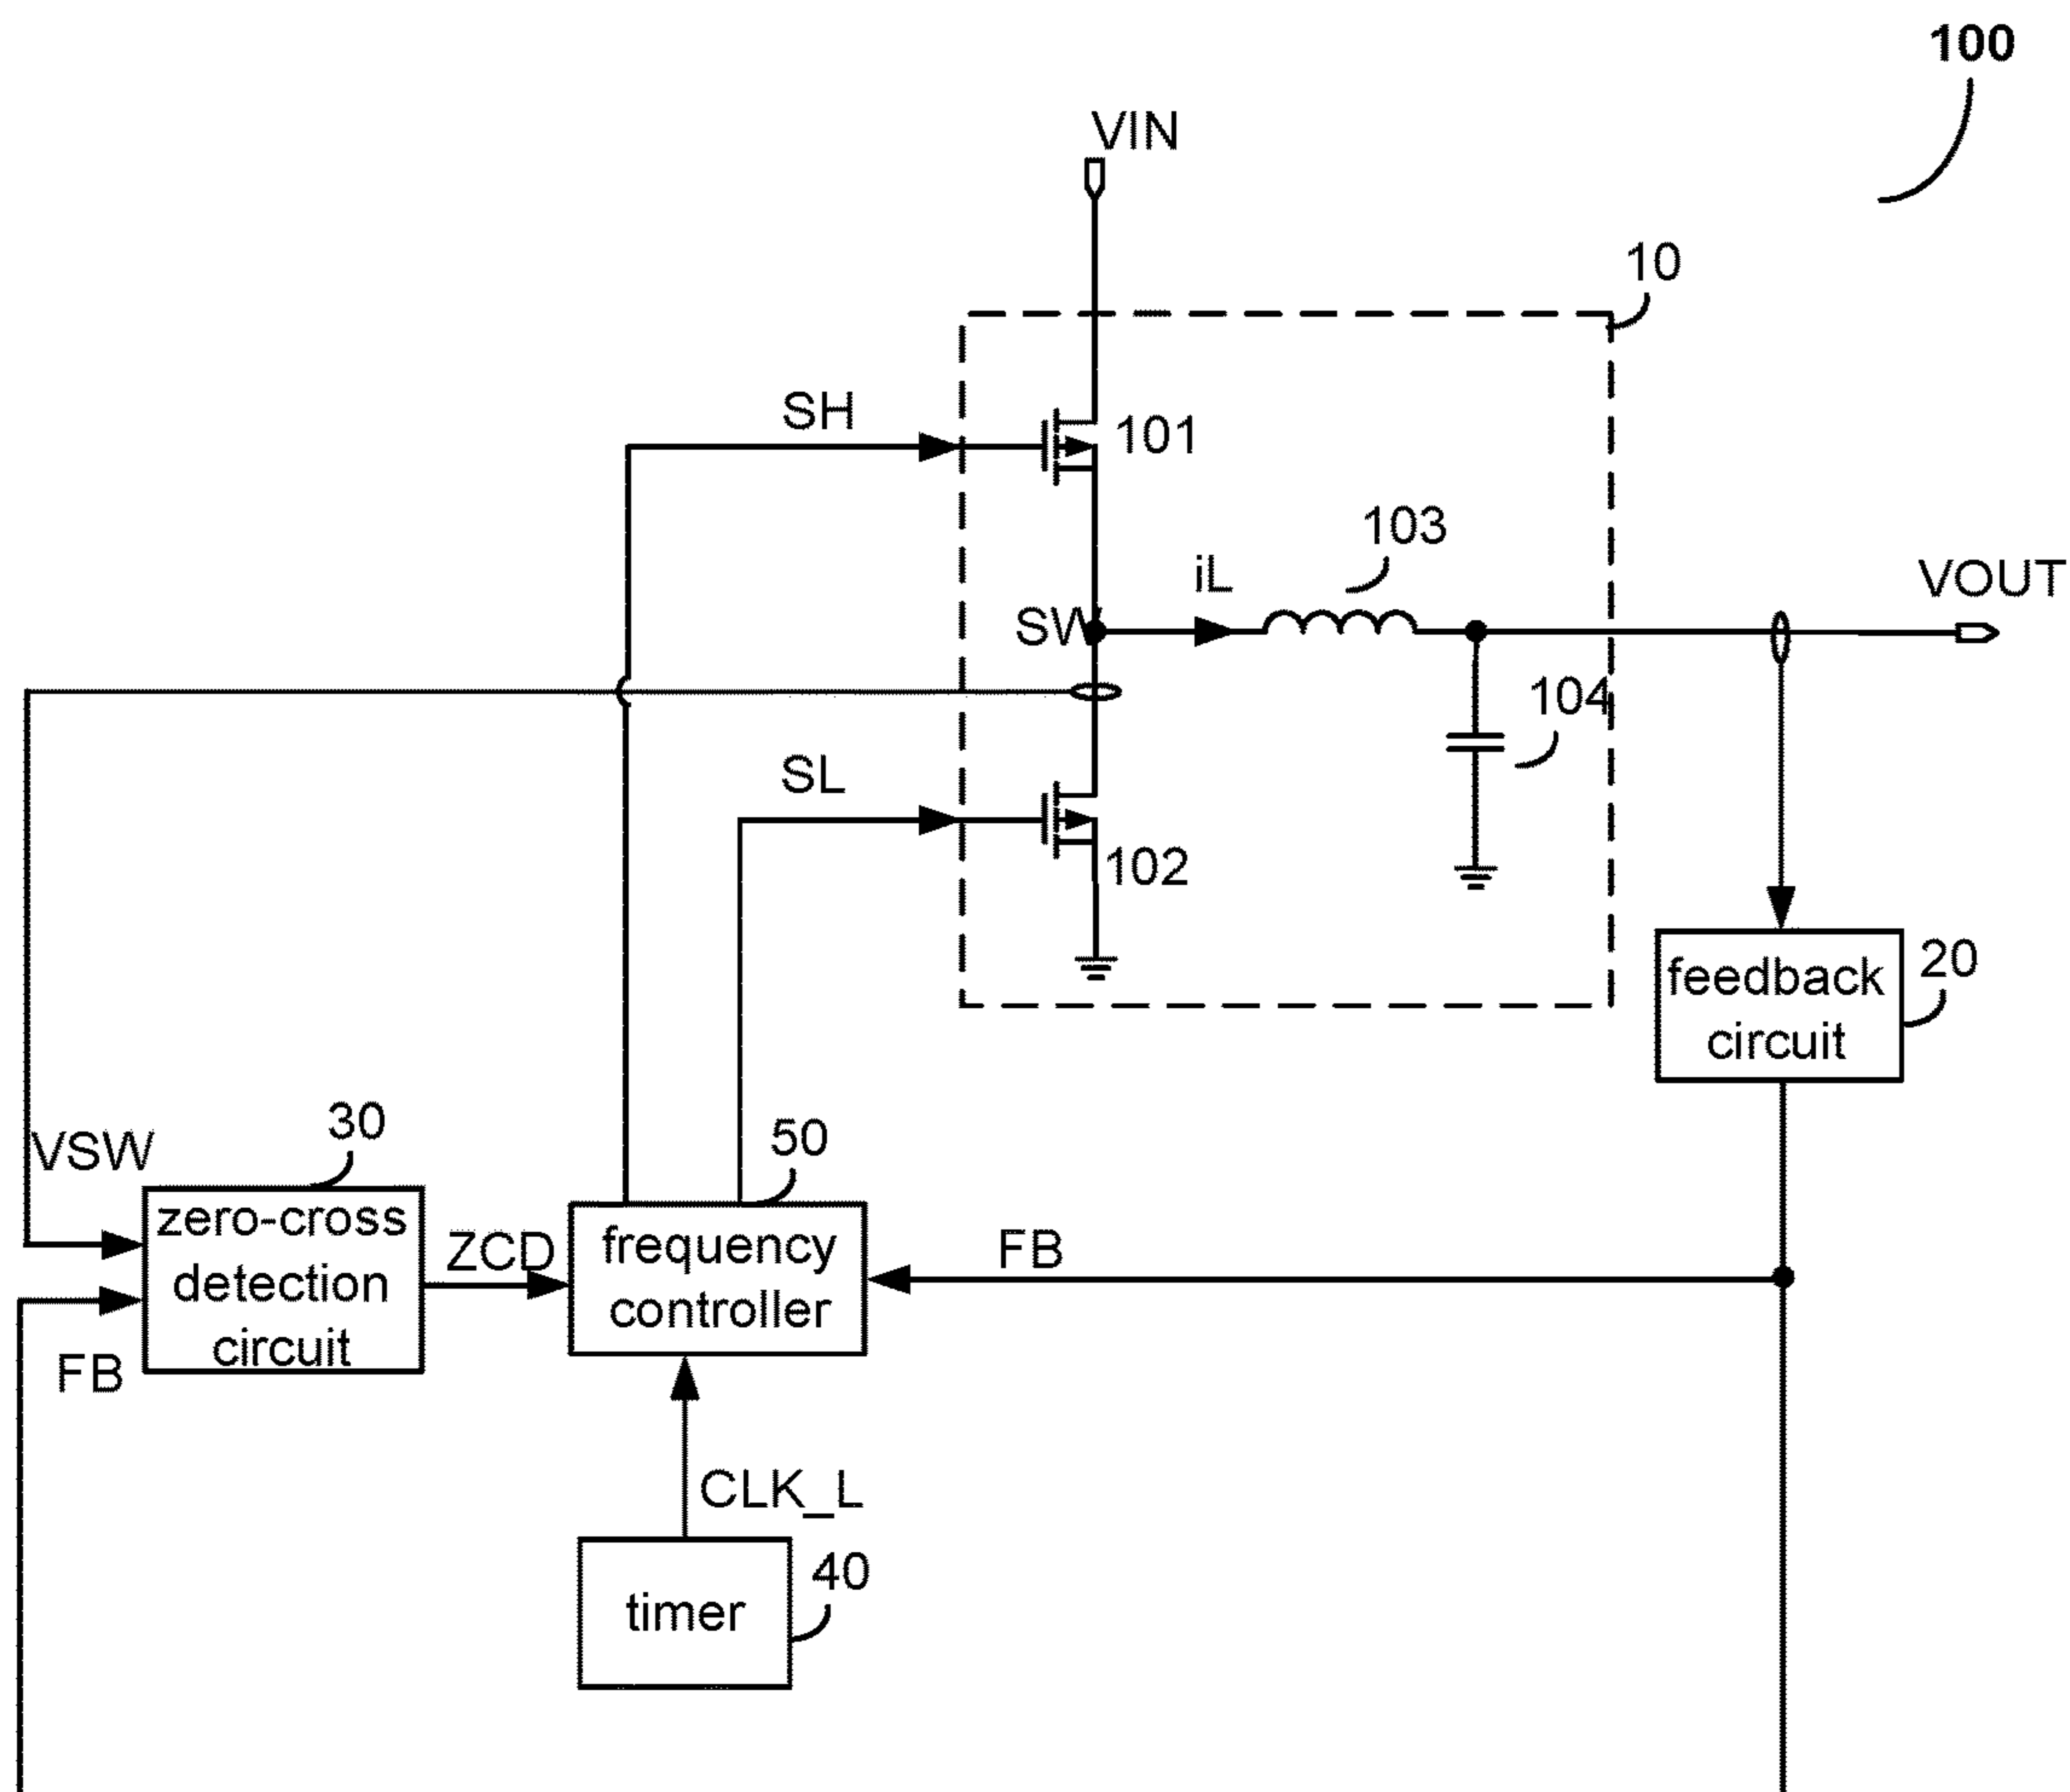 100
VIN
10
SH
101
103
iL
VOUT
SW
104
SL
102
feedback
circuit
20
VSW
30
50
zero-cross
detection
circuit
ZCD
frequency
controller
FB
FB
CLK_L
timer
40